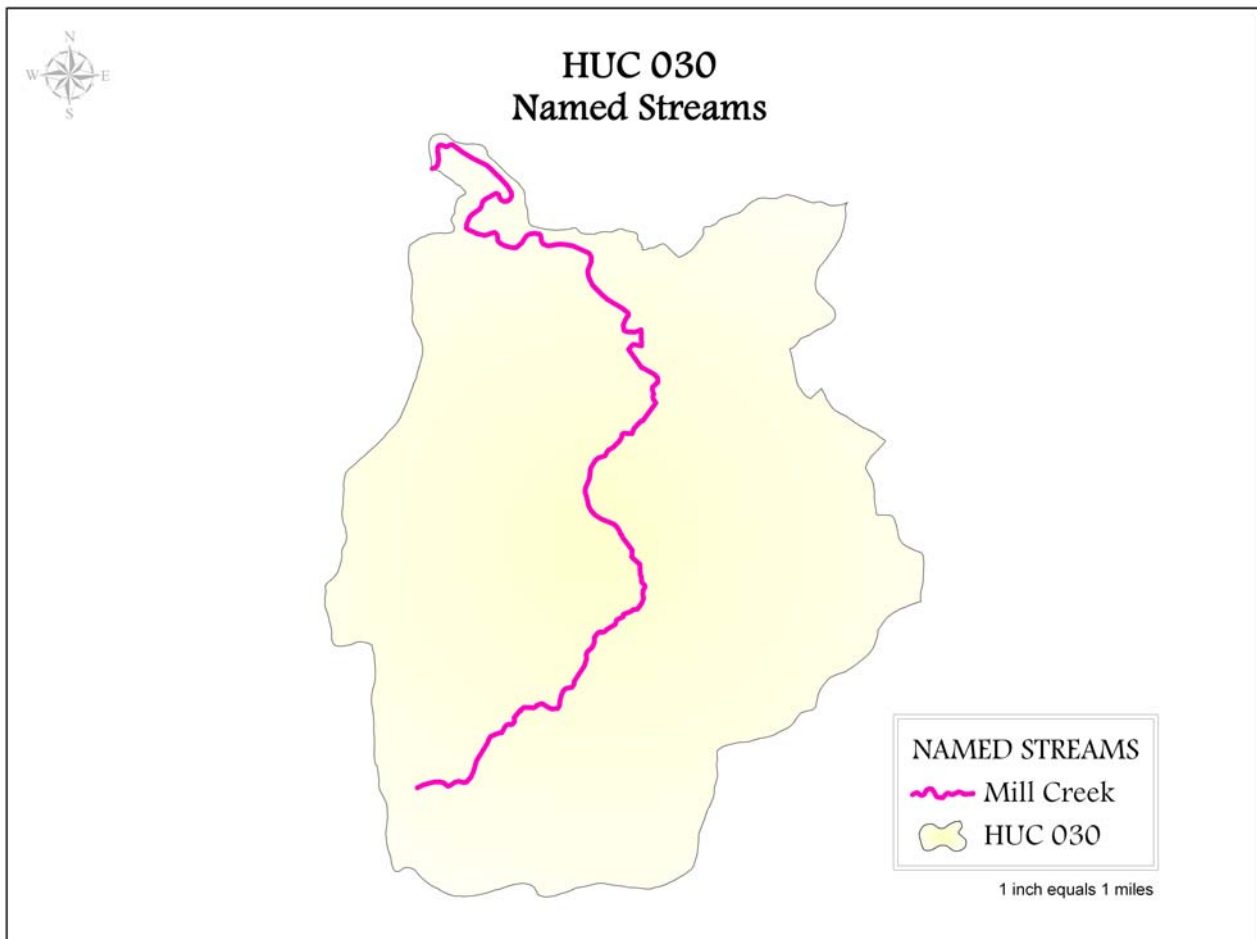 N
W E
S
HUC 030
Named Streams
NAMED STREAMS
Mill Creek
HUC 030
1 inch equals 1 miles